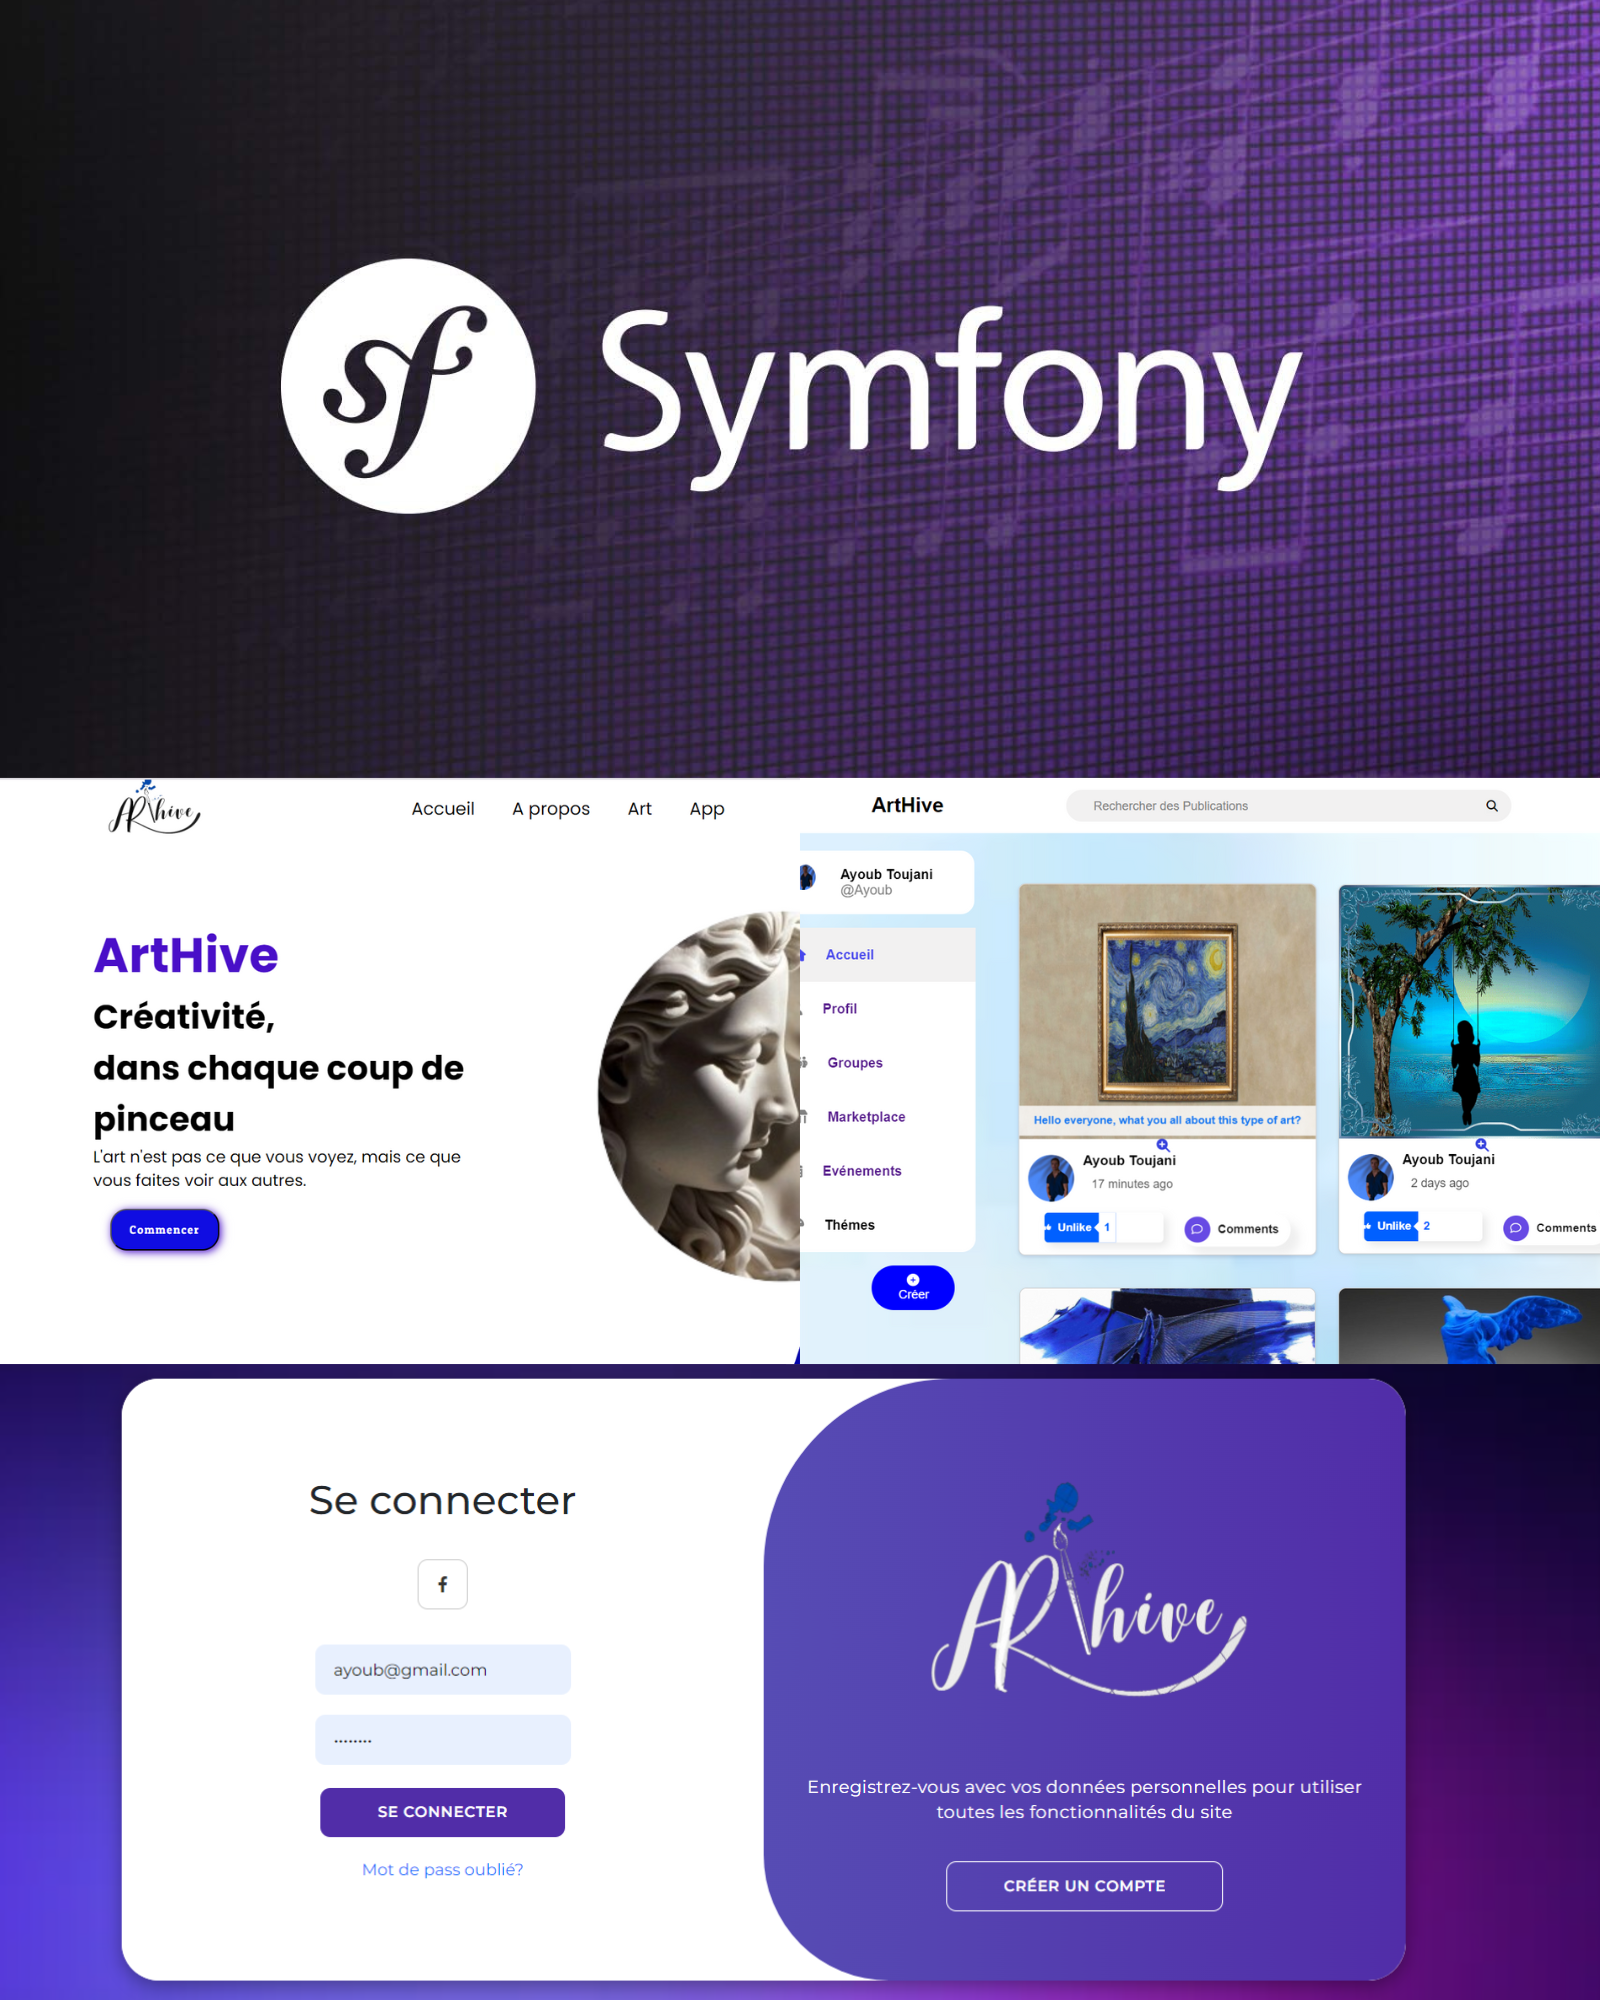 sf Symfony
ARThive
Accueil A propos Art App
ArtHive
Créativité,
dans chaque coup de
pinceau
L'art n'est pas ce que vous voyez, mais ce que
vous faites voir aux autres.
Commencer
ArtHive
Rechercher des Publications
Ayoub Toujani
@Ayoub
Accueil
Profil
Groupes
Marketplace
Evénements
Thémes
Créer
Hello everyone, what you all about this type of art?
Ayoub Toujani
17 minutes ago
Unlike 1 Comments
Ayoub Toujani
2 days ago
Unlike 2 Comments
Se connecter
f
ayoub@gmail.com
........
SE CONNECTER
Mot de pass oublié?
ARThive
Enregistrez-vous avec vos données personnelles pour utiliser
toutes les fonctionnalités du site
CRÉER UN COMPTE